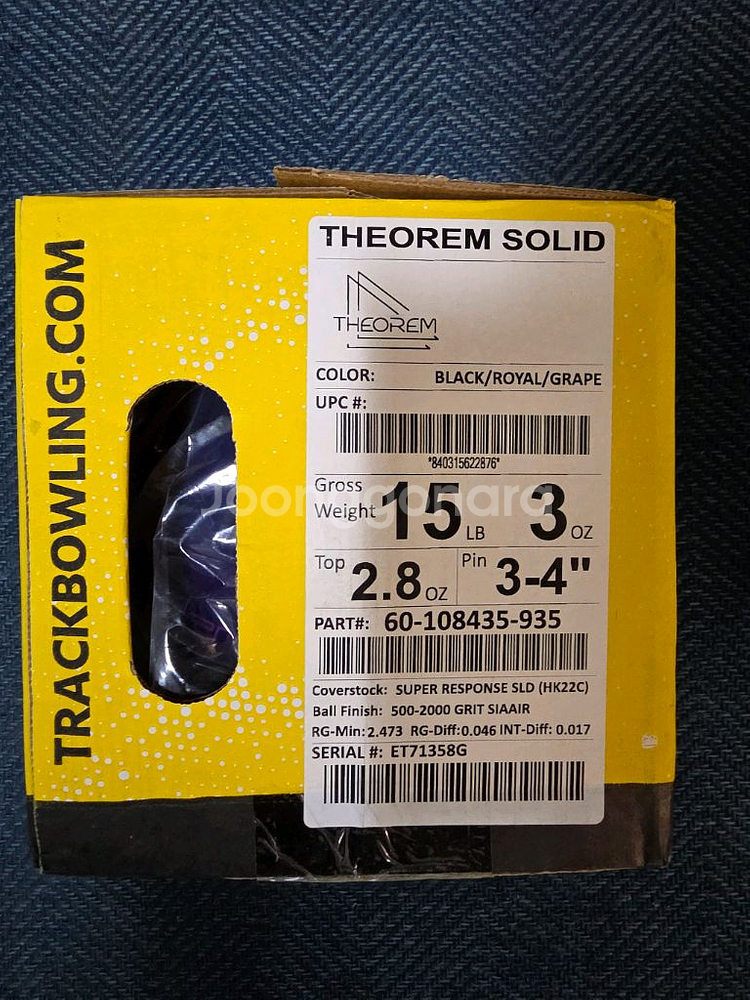 TRACKBOWLING.COM
THEOREM SOLID
THEOREM
COLOR: BLACK/ROYAL/GRAPE
UPC #:
*840315622876*
Gross Weight 15 LB 3 OZ
Top 2.8 OZ Pin 3-4"
PART#: 60-108435-935
Coverstock: SUPER RESPONSE SLD (HK22C)
Ball Finish: 500-2000 GRIT SIAAIR
RG-Min: 2.473 RG-Diff: 0.046 INT-Diff: 0.017
SERIAL #: ET71358G
Joonggonara